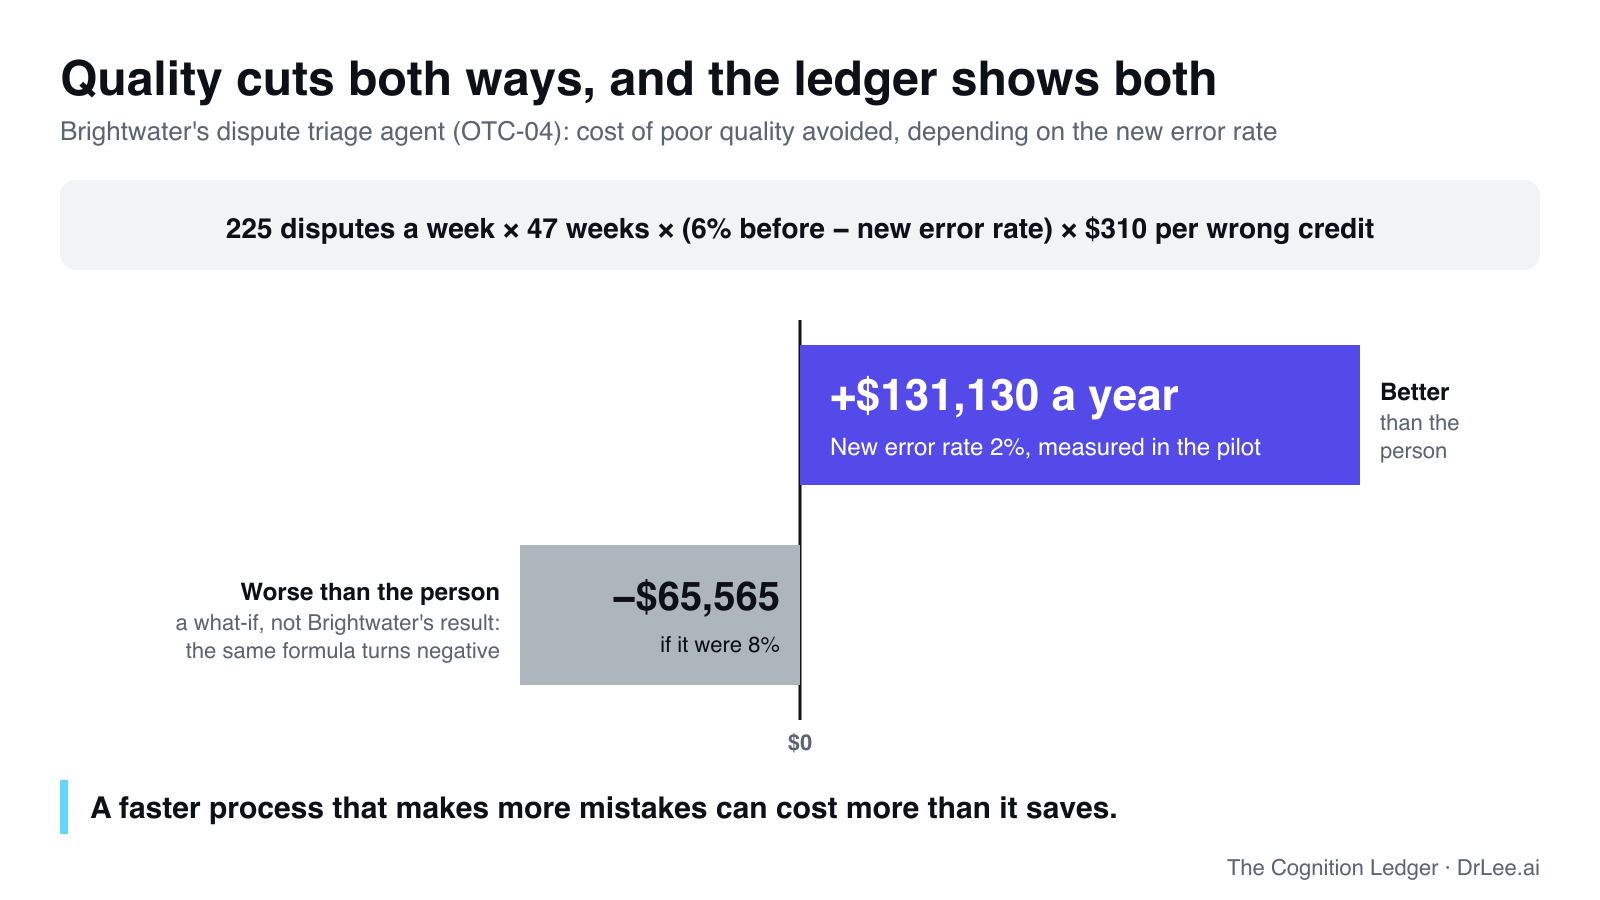 Quality cuts both ways, and the ledger shows both
Brightwater's dispute triage agent (OTC-04): cost of poor quality avoided, depending on the new error rate
225 disputes a week × 47 weeks × (6% before – new error rate) × $310 per wrong credit
+$131,130 a year
New error rate 2%, measured in the pilot
Better
than the
person
Worse than the person
a what-if, not Brightwater's result:
the same formula turns negative
–$65,565
if it were 8%
$0
A faster process that makes more mistakes can cost more than it saves.
The Cognition Ledger · DrLee.ai